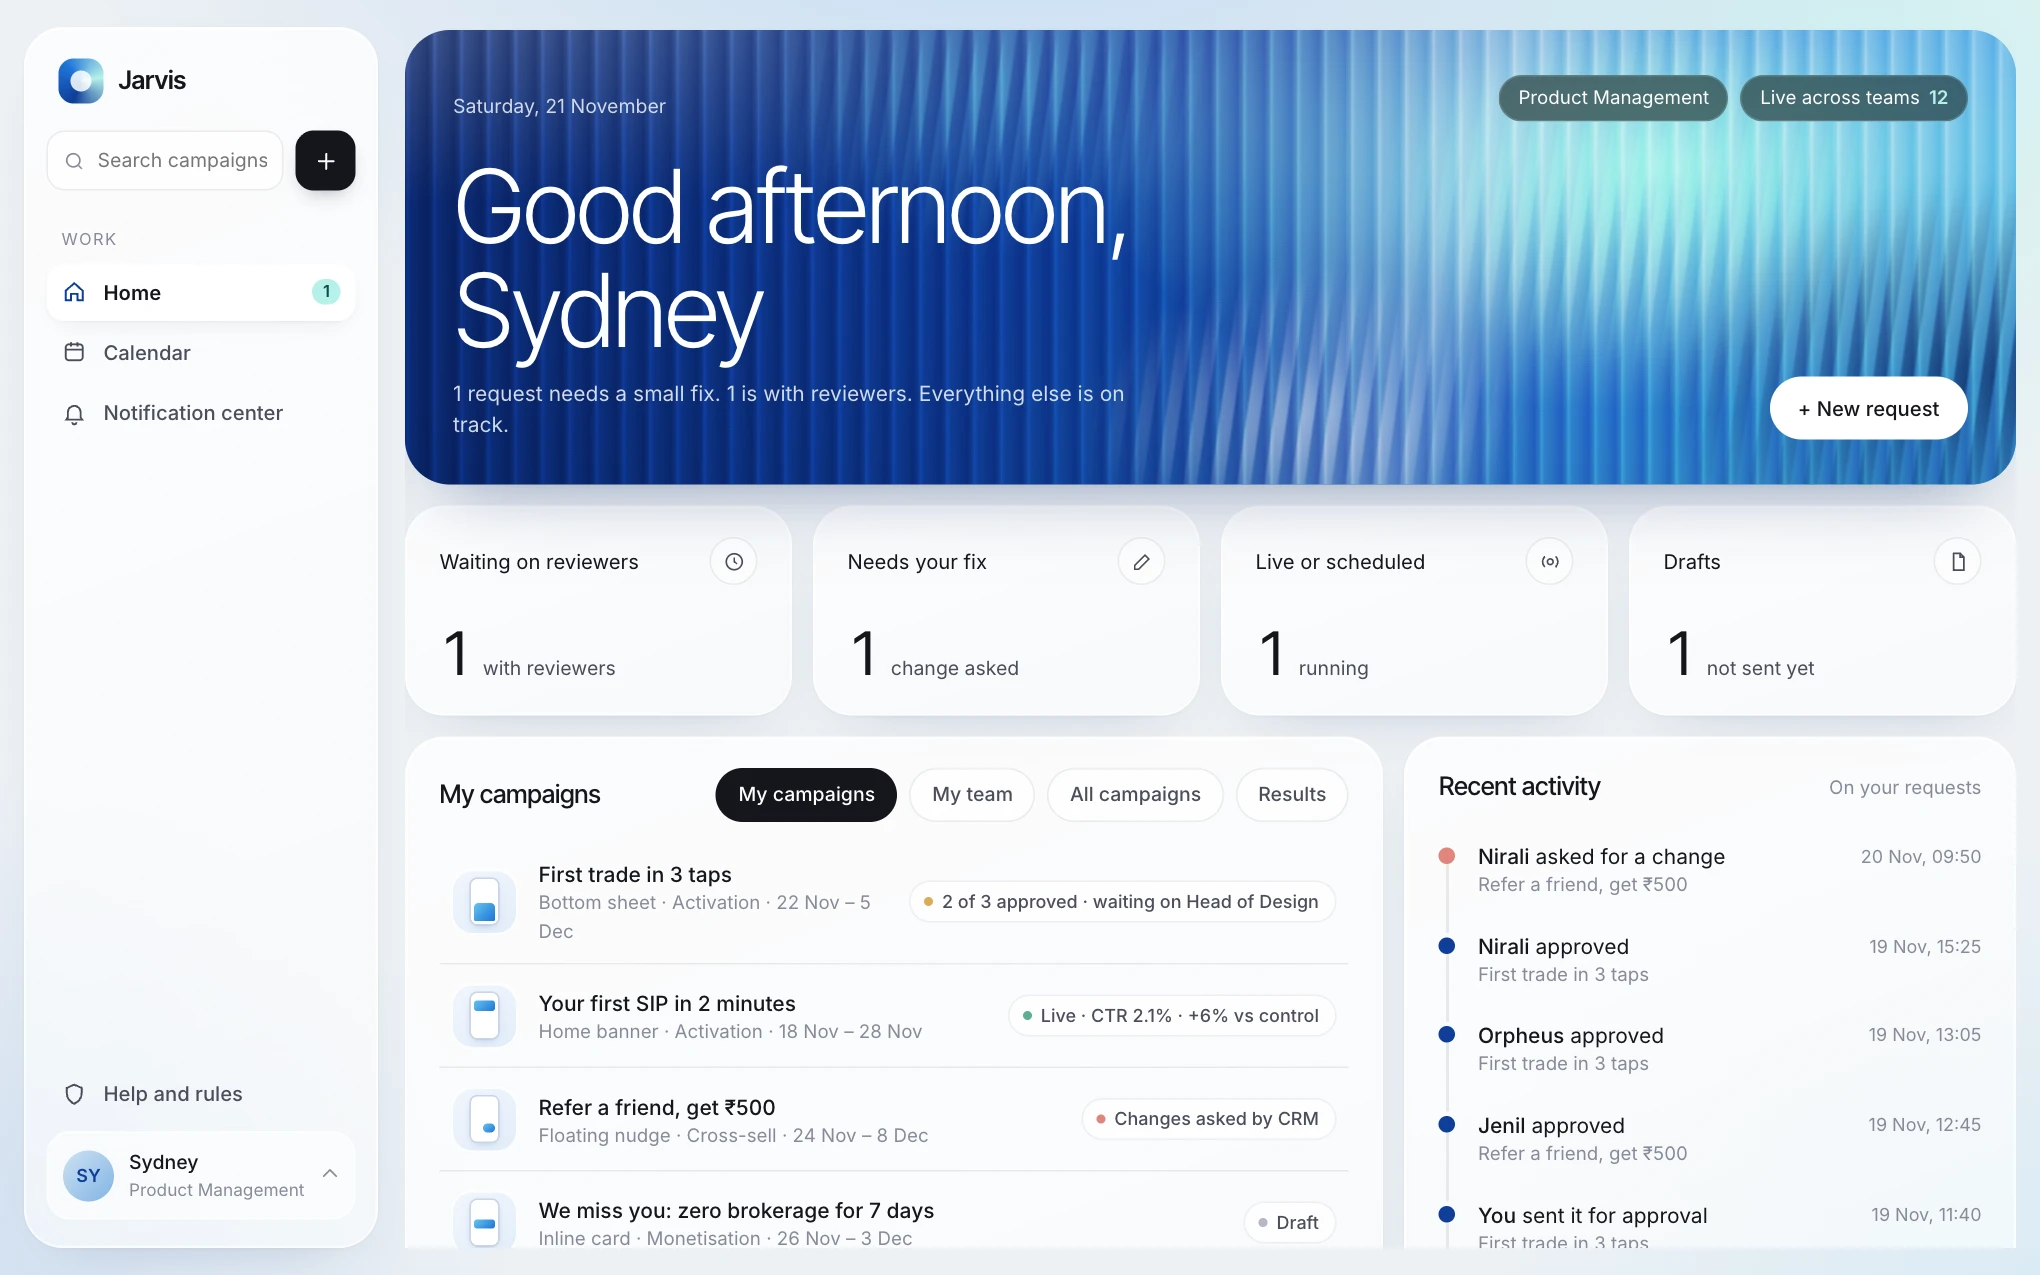 Jarvis
Search campaigns
WORK
Home 1
Calendar
Notification center
Help and rules
SY
Sydney
Product Management
Saturday, 21 November
Product Management
Live across teams 12
Good afternoon,
Sydney
1 request needs a small fix. 1 is with reviewers. Everything else is on
track.
+ New request
Waiting on reviewers
1 with reviewers
Needs your fix
1 change asked
Live or scheduled
1 running
Drafts
1 not sent yet
My campaigns
My campaigns
My team
All campaigns
Results
First trade in 3 taps
Bottom sheet · Activation · 22 Nov – 5
Dec
2 of 3 approved · waiting on Head of Design
Your first SIP in 2 minutes
Home banner · Activation · 18 Nov – 28 Nov
Live · CTR 2.1% · +6% vs control
Refer a friend, get ₹500
Floating nudge · Cross-sell · 24 Nov – 8 Dec
Changes asked by CRM
We miss you: zero brokerage for 7 days
Inline card · Monetisation · 26 Nov – 3 Dec
Draft
Recent activity
On your requests
Nirali asked for a change
20 Nov, 09:50
Refer a friend, get ₹500
Nirali approved
19 Nov, 15:25
First trade in 3 taps
Orpheus approved
19 Nov, 13:05
First trade in 3 taps
Jenil approved
19 Nov, 12:45
Refer a friend, get ₹500
You sent it for approval
19 Nov, 11:40
First trade in 3 taps